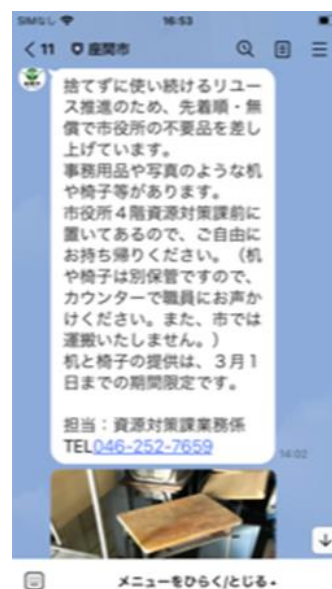 SIMなし
16:53
11 座間市
捨てずに使い続けるリユー
ス推進のため、先着順・無
償で市役所の不要品を差し
上げています。
事務用品や写真のような机
や椅子等があります。
市役所４階資源対策課前に
置いてあるので、ご自由に
お持ち帰りください。（机
や椅子は別保管ですので、
カウンターで職員にお声か
けください。また、市では
運搬いたしません。）
机と椅子の提供は、３月１
日までの期間限定です。
担当：資源対策課業務係
TEL046-252-7659
14:02
メニューをひらく/とじる